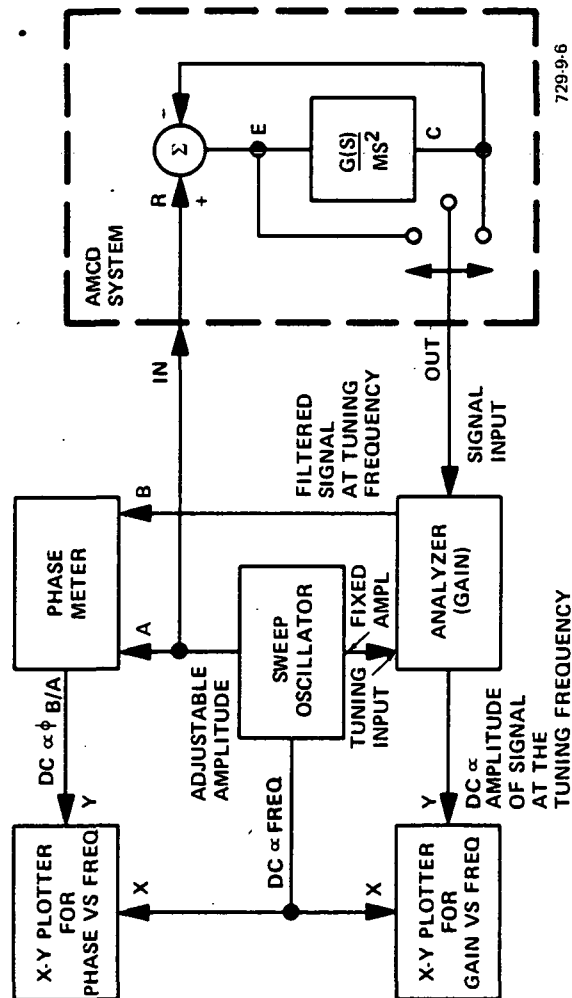 X-Y PLOTTER
FOR
PHASE VS FREQ
Y
X
DC ∝ ϕ B/A
PHASE
METER
A
B
ADJUSTABLE
AMPLITUDE
IN
FILTERED
SIGNAL
AT TUNING
FREQUENCY
DC ∝ FREQ
SWEEP
OSCILLATOR
TUNING
INPUT
FIXED
AMPL
X
X-Y PLOTTER
FOR
GAIN VS FREQ
Y
DC ∝
AMPLITUDE
OF SIGNAL
AT THE
TUNING FREQUENCY
ANALYZER
(GAIN)
SIGNAL
INPUT
OUT
AMCD
SYSTEM
R
+
Σ
-
E
G(S)
MS²
C
729-9-6